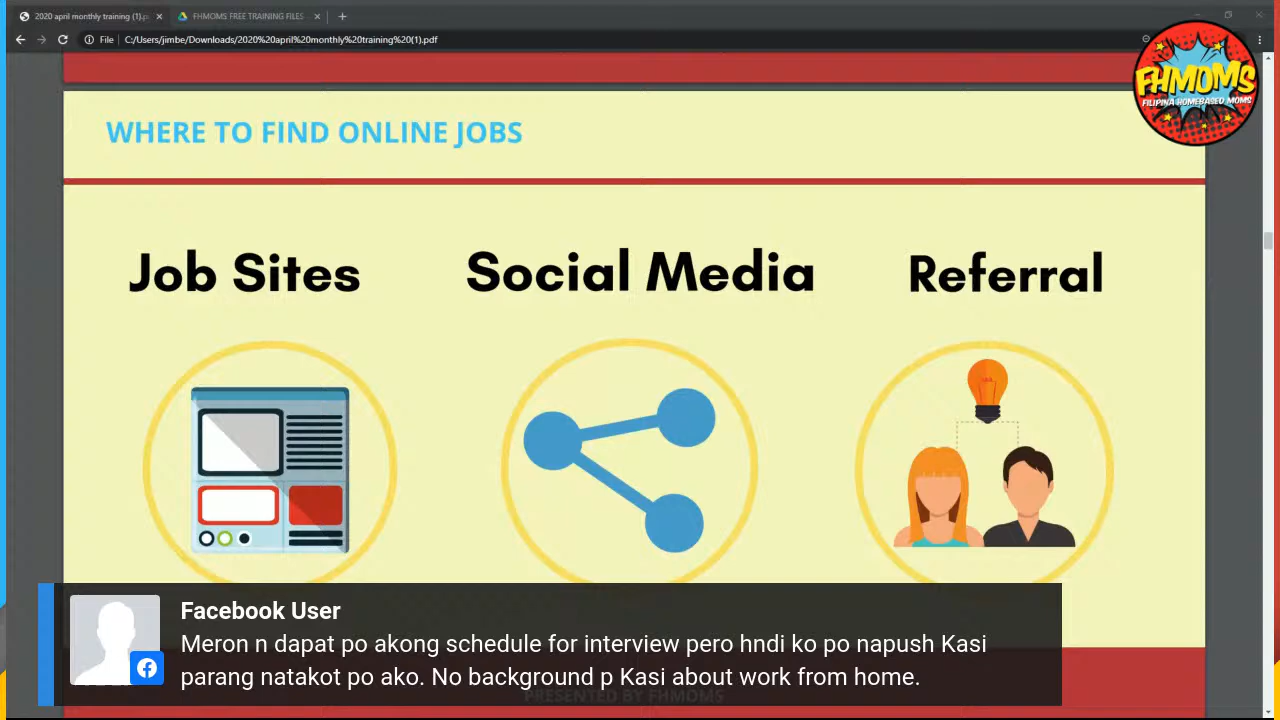 2020 april monthly training (1).p
FHMOMS FREE TRAINING FILES
File
C:/Users/jimbe/Downloads/2020%20april%20monthly%20training%20(1).pdf
FHMOMS
FILIPINA HOMEBASED MOMS
WHERE TO FIND ONLINE JOBS
Job Sites
Social Media
Referral
Facebook User
Meron n dapat po akong schedule for interview pero hndi ko po napush Kasi
parang natakot po ako. No background p Kasi about work from home.
PRESENTED BY FHMOMS